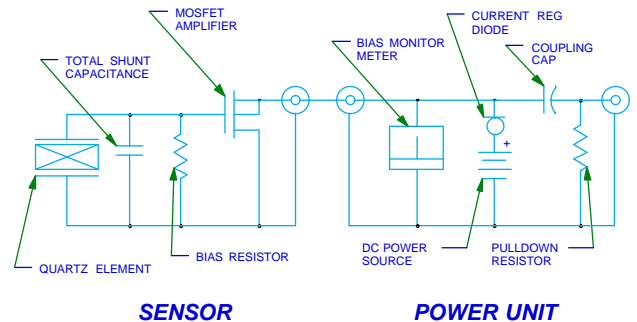 MOSFET
AMPLIFIER
TOTAL SHUNT
CAPACITANCE
BIAS MONITOR
METER
CURRENT REG
DIODE
COUPLING
CAP
+
QUARTZ ELEMENT
BIAS RESISTOR
DC POWER
SOURCE
PULLDOWN
RESISTOR
SENSOR
POWER UNIT